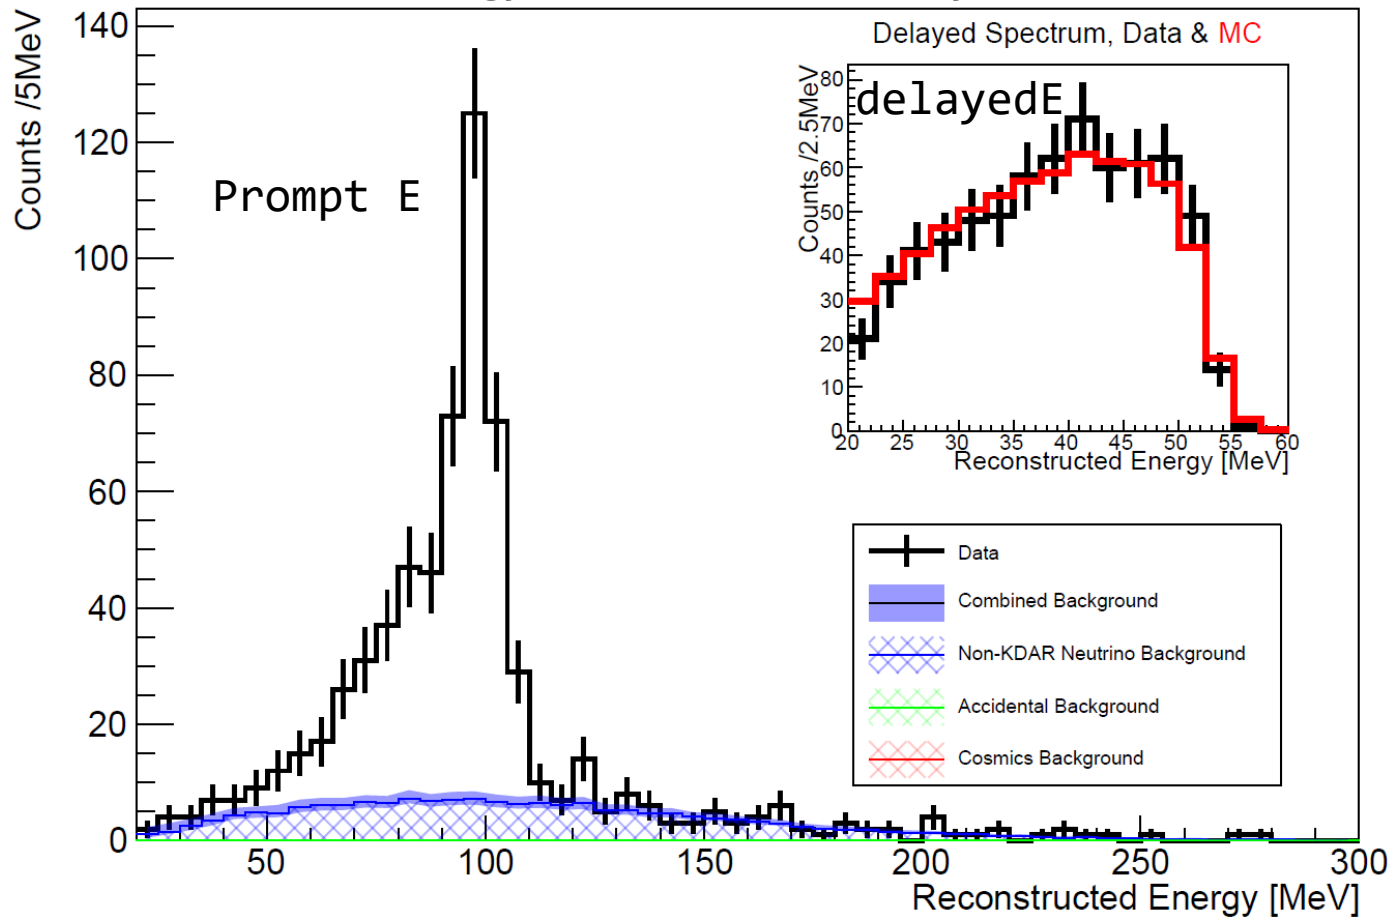 Counts /5MeV
140
120
100
80
60
40
20
0
50
100
150
200
250
300
Reconstructed Energy [MeV]
Prompt E
Delayed Spectrum, Data & MC
delayedE
Counts /2.5MeV
80
70
60
50
40
30
20
10
0
20
25
30
35
40
45
50
55
60
Reconstructed Energy [MeV]
Data
Combined Background
Non-KDAR Neutrino Background
Accidental Background
Cosmics Background